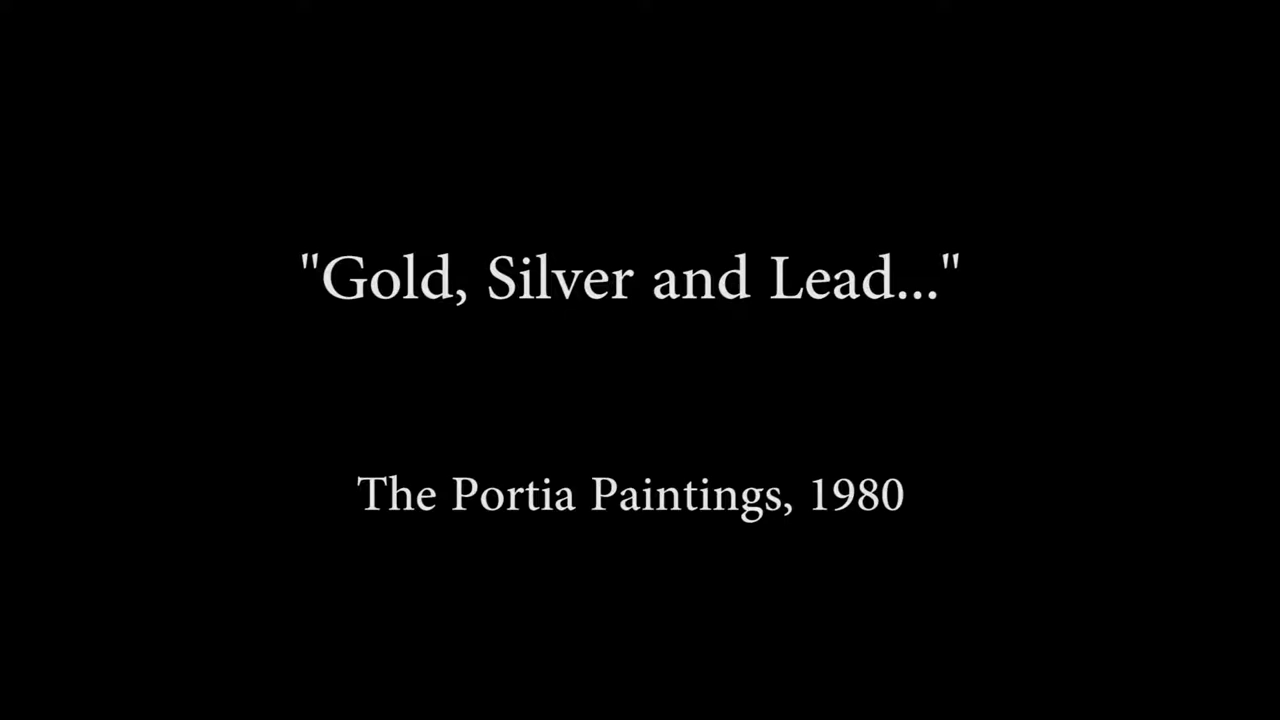 "Gold, Silver and Lead..."
The Portia Paintings, 1980